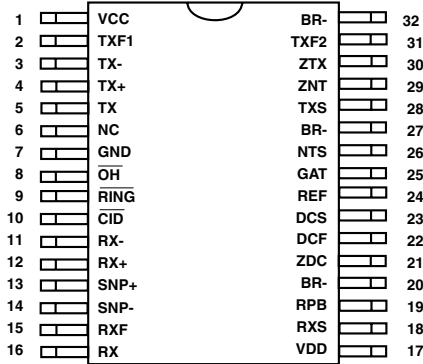 1 VCC BR- 32
2 TXF1 TXF2 31
3 TX- ZTX 30
4 TX+ ZNT 29
5 TX TXS 28
6 NC BR- 27
7 GND NTS 26
8 O̅H̅ GAT 25
9 R̅I̅N̅G̅ REF 24
10 C̅I̅D̅ DCS 23
11 RX- DCF 22
12 RX+ ZDC 21
13 SNP+ BR- 20
14 SNP- RPB 19
15 RXF RXS 18
16 RX VDD 17